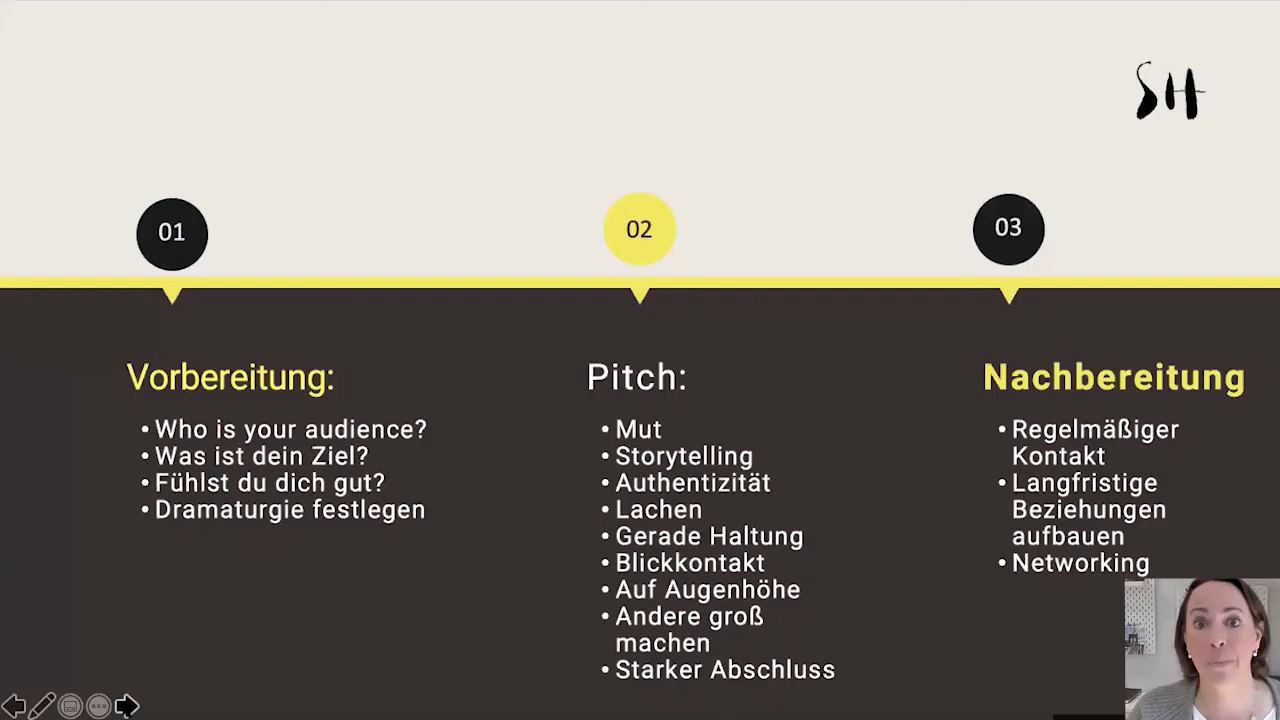 SH
01
02
03
Vorbereitung:
• Who is your audience?
• Was ist dein Ziel?
• Fühlst du dich gut?
• Dramaturgie festlegen
Pitch:
• Mut
• Storytelling
• Authentizität
• Lachen
• Gerade Haltung
• Blickkontakt
• Auf Augenhöhe
• Andere groß
machen
• Starker Abschluss
Nachbereitung
• Regelmäßiger
Kontakt
• Langfristige
Beziehungen
aufbauen
• Networking